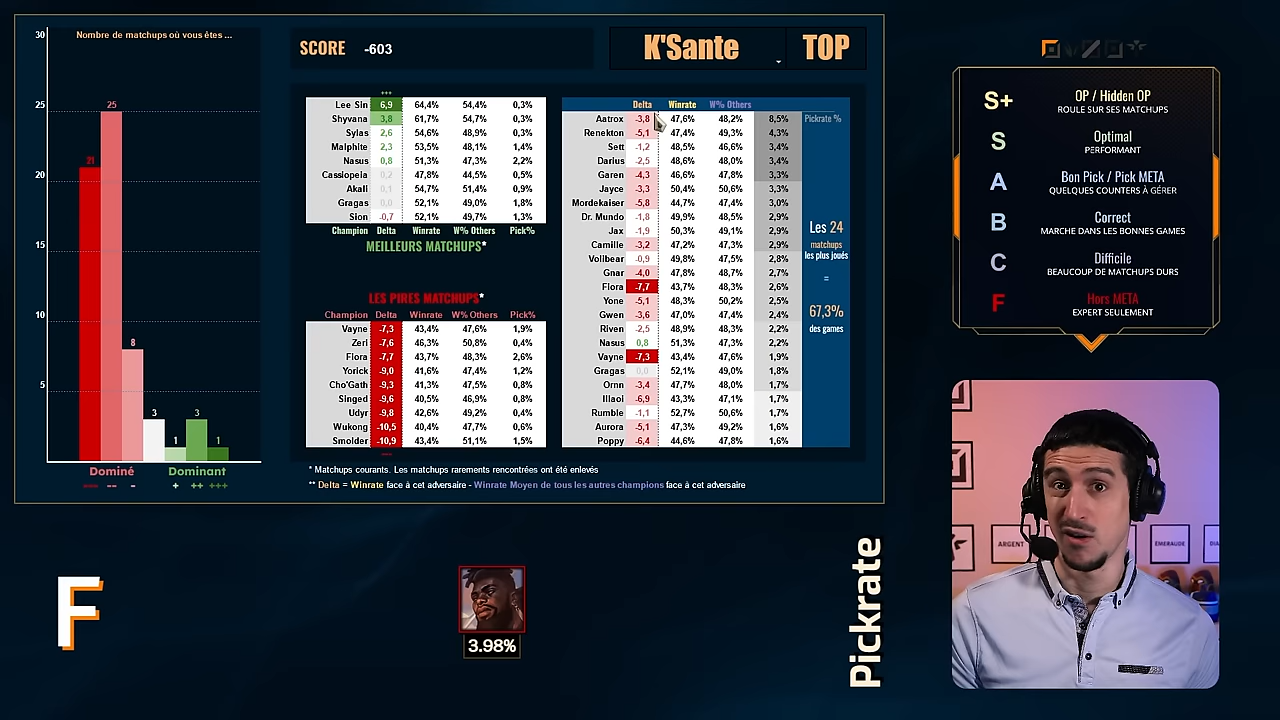 Nombre de matchups où vous êtes ...
30
25
20
15
10
5
21
25
8
3
1
3
1
Dominé
Dominant
--- -- -
+ ++ +++
SCORE -603
K'Sante
TOP
+++
Lee Sin 6,9 64,4% 54,4% 0,3%
Shyvana 3,8 61,7% 54,7% 0,3%
Sylas 2,6 54,6% 48,9% 0,3%
Malphite 2,3 53,5% 48,1% 1,4%
Nasus 0,8 51,3% 47,3% 2,2%
Cassiopeia 0,2 47,8% 44,5% 0,5%
Akali 0,1 54,7% 51,4% 0,9%
Gragas 0,0 52,1% 49,0% 1,8%
Sion -0,7 52,1% 49,7% 1,3%
Champion Delta Winrate W% Others Pick%
MEILLEURS MATCHUPS*
LES PIRES MATCHUPS*
Champion Delta Winrate W% Others Pick%
Vayne -7,3 43,4% 47,6% 1,9%
Zeri -7,6 46,3% 50,8% 0,4%
Fiora -7,7 43,7% 48,3% 2,6%
Yorick -9,0 41,6% 47,4% 1,2%
Cho'Gath -9,3 41,3% 47,5% 0,8%
Singed -9,6 40,5% 46,9% 0,8%
Udyr -9,8 42,6% 49,2% 0,4%
Wukong -10,5 40,4% 47,7% 0,6%
Smolder -10,9 43,4% 51,1% 1,5%
---
Delta Winrate W% Others
Aatrox -3,8 47,6% 48,2% 8,5%
Renekton -5,1 47,4% 49,3% 4,3%
Sett -1,2 48,5% 46,6% 3,4%
Darius -2,5 48,6% 48,0% 3,4%
Garen -4,3 46,6% 47,8% 3,3%
Jayce -3,3 50,4% 50,6% 3,3%
Mordekaiser -5,8 44,7% 47,4% 3,0%
Dr. Mundo -1,8 49,9% 48,5% 2,9%
Jax -1,9 50,3% 49,1% 2,9%
Camille -3,2 47,2% 47,3% 2,9%
Volibear -0,9 49,8% 47,5% 2,8%
Gnar -4,0 47,8% 48,7% 2,7%
Fiora -7,7 43,7% 48,3% 2,6%
Yone -5,1 48,3% 50,2% 2,5%
Gwen -3,6 47,0% 47,4% 2,4%
Riven -2,5 48,9% 48,3% 2,2%
Nasus 0,8 51,3% 47,3% 2,2%
Vayne -7,3 43,4% 47,6% 1,9%
Gragas 0,0 52,1% 49,0% 1,8%
Ornn -3,4 47,7% 48,0% 1,7%
Illaoi -6,9 43,3% 47,1% 1,7%
Rumble -1,1 52,7% 50,6% 1,7%
Aurora -5,1 47,3% 49,2% 1,6%
Poppy -6,4 44,6% 47,8% 1,6%
Pickrate %
Les 24
matchups
les plus joués
=
67,3%
des games
* Matchups courants. Les matchups rarements rencontrées ont été enlevés
** Delta = Winrate face à cet adversaire - Winrate Moyen de tous les autres champions face à cet adversaire
S+ OP / Hidden OP
ROULE SUR SES MATCHUPS
S Optimal
PERFORMANT
A Bon Pick / Pick META
QUELQUES COUNTERS À GÉRER
B Correct
MARCHE DANS LES BONNES GAMES
C Difficile
BEAUCOUP DE MATCHUPS DURS
F Hors META
EXPERT SEULEMENT
F
3.98%
Pickrate
ARGENT
ÉMERAUDE
DIA